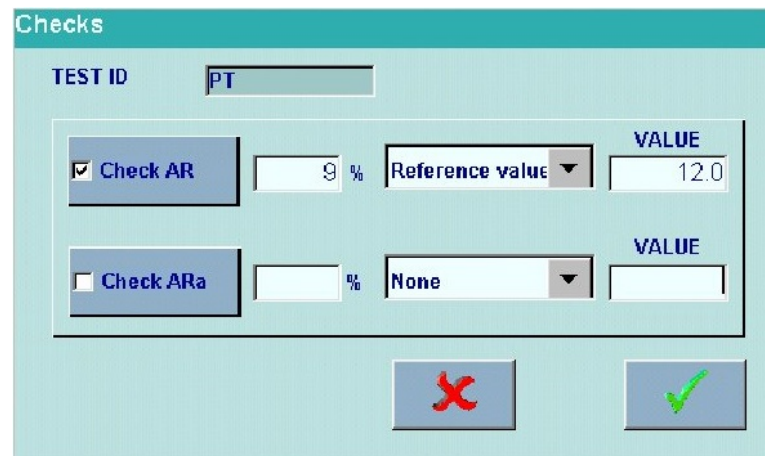 Checks
TEST ID PT
VALUE
Check AR 9 % Reference value 12.0
VALUE
Check ARa % None